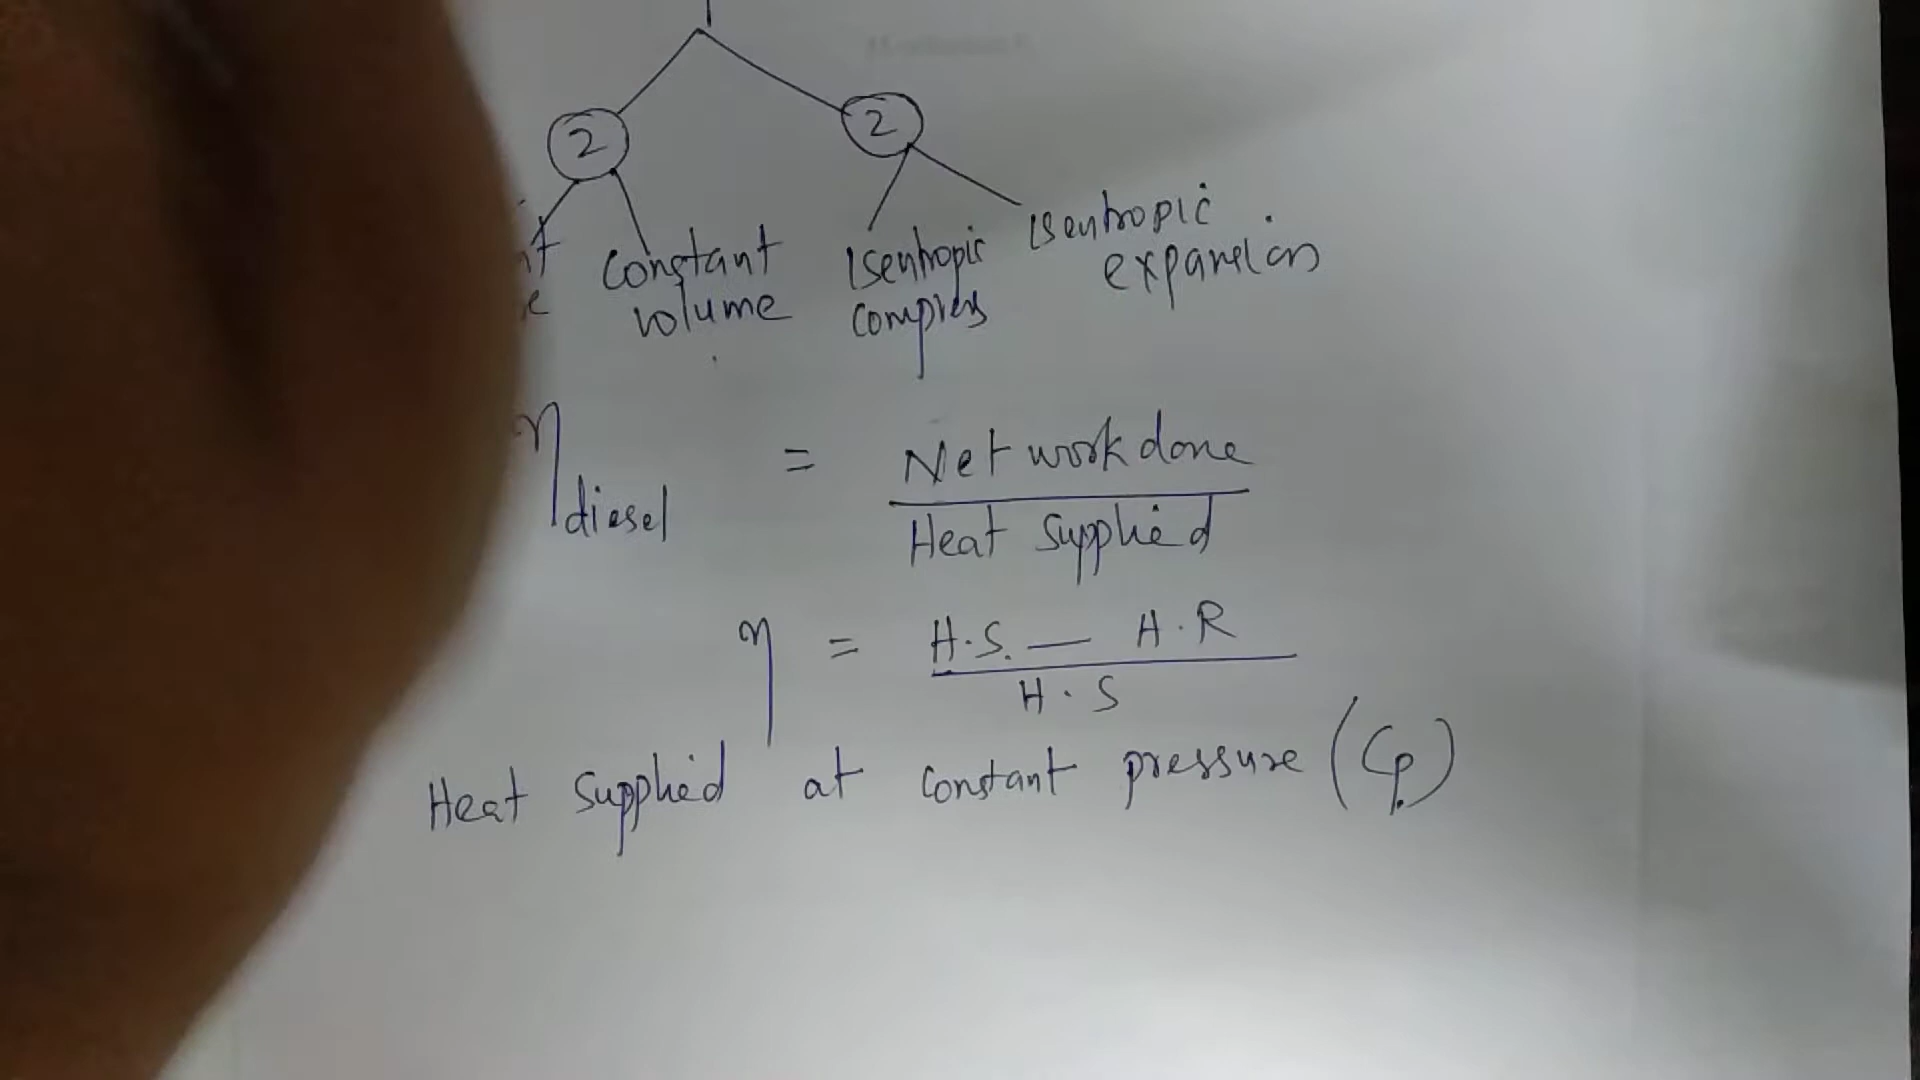 2 2
constant Isentropic Isentropic
volume compress expansion
η diesel = Net work done
Heat Supplied
η = H.S. — H.R
H.S
Heat Supplied at constant pressure (Cp)